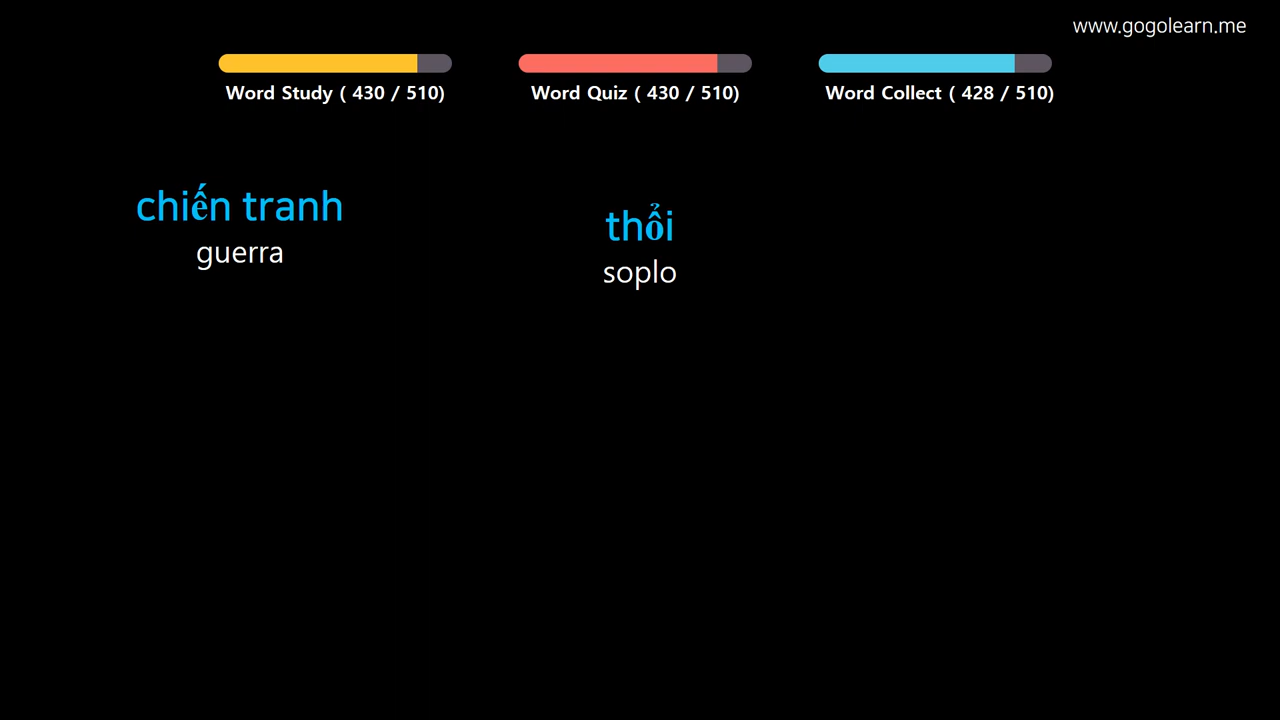 www.gogolearn.me
Word Study ( 430 / 510)
Word Quiz ( 430 / 510)
Word Collect ( 428 / 510)
chiến tranh
guerra
thổi
soplo